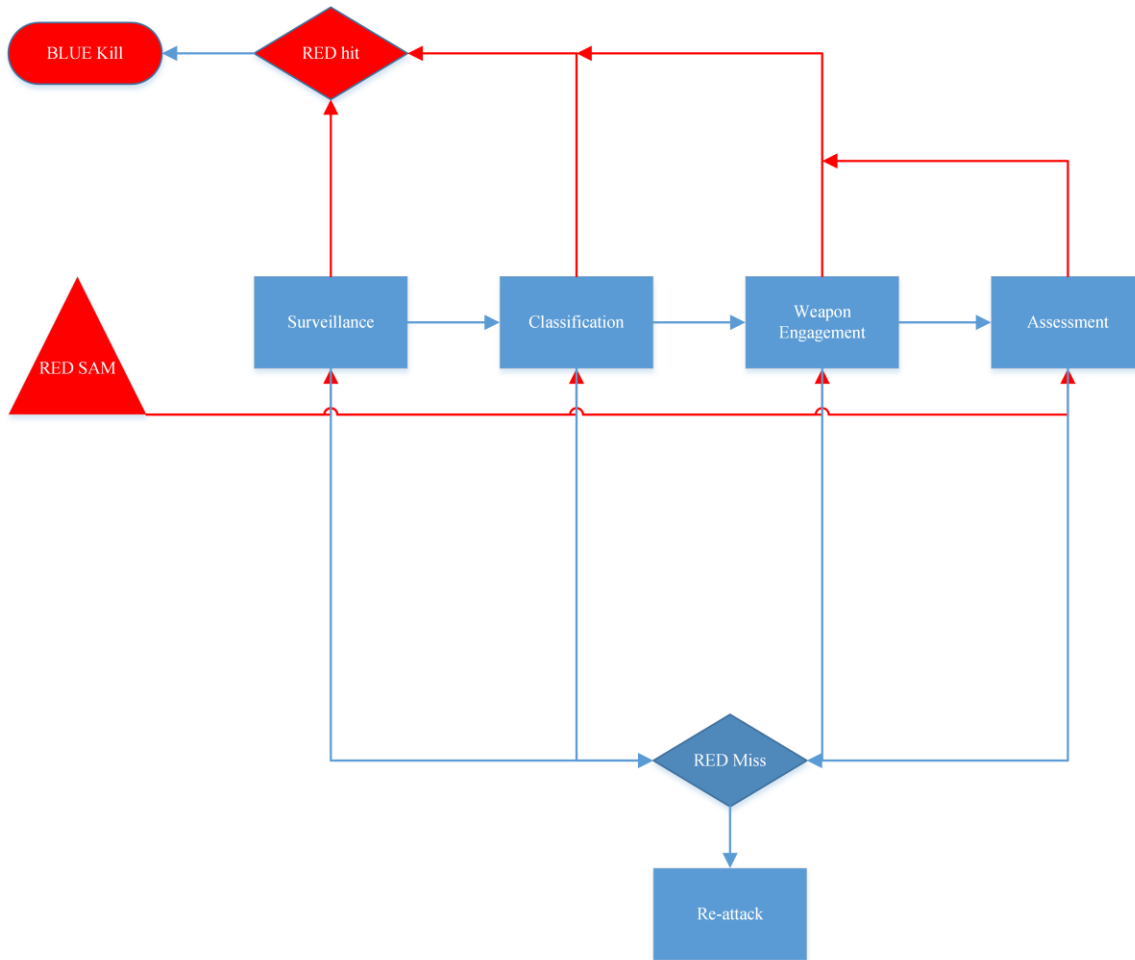 BLUE Kill
RED hit
RED SAM
Surveillance
Classification
Weapon
Engagement
Assessment
RED Miss
Re-attack